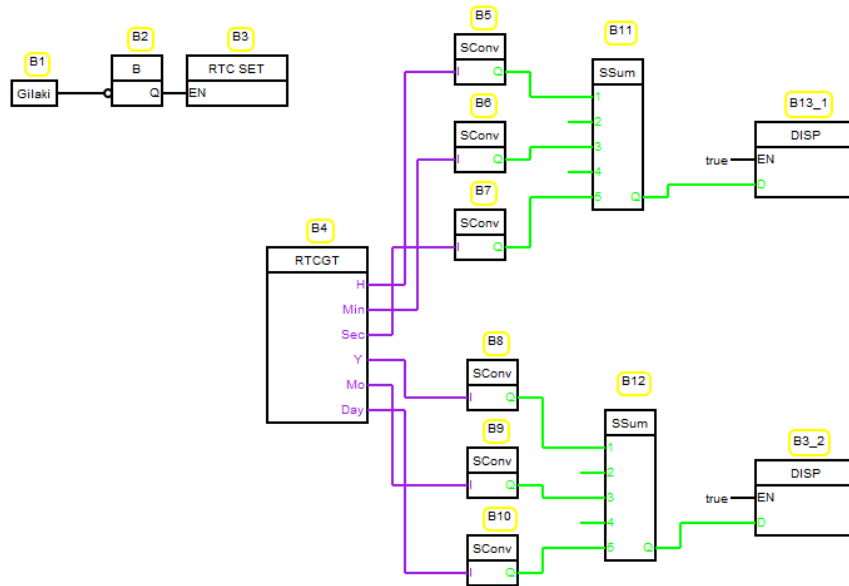 B1
Gilaki
B2
B
Q
B3
RTC SET
EN
B4
RTCGT
H
Min
Sec
Y
Mo
Day
B5
SConv
I Q
B6
SConv
I Q
B7
SConv
I Q
B11
SSum
1
2
3
4
5 Q
B13_1
DISP
true EN
D
B8
SConv
I Q
B9
SConv
I Q
B10
SConv
I Q
B12
SSum
1
2
3
4
5 Q
B3_2
DISP
true EN
D